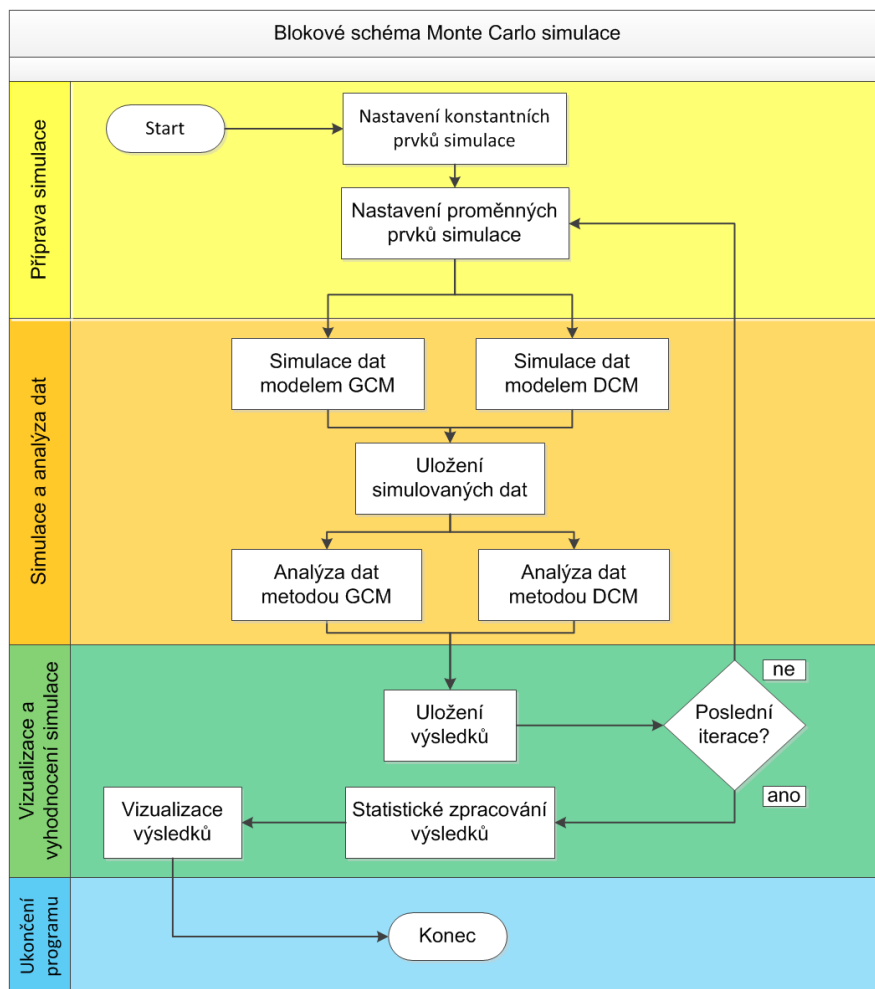 Blokové schéma Monte Carlo simulace
Příprava simulace
Start
Nastavení konstantních
prvků simulace
Nastavení proměnných
prvků simulace
Simulace a analýza dat
Simulace dat
modelem GCM
Simulace dat
modelem DCM
Uložení
simulovaných dat
Analýza dat
metodou GCM
Analýza dat
metodou DCM
Vizualizace a
vyhodnocení simulace
Uložení
výsledků
ne
Poslední
iterace?
ano
Statistické zpracování
výsledků
Vizualizace
výsledků
Ukončení
programu
Konec